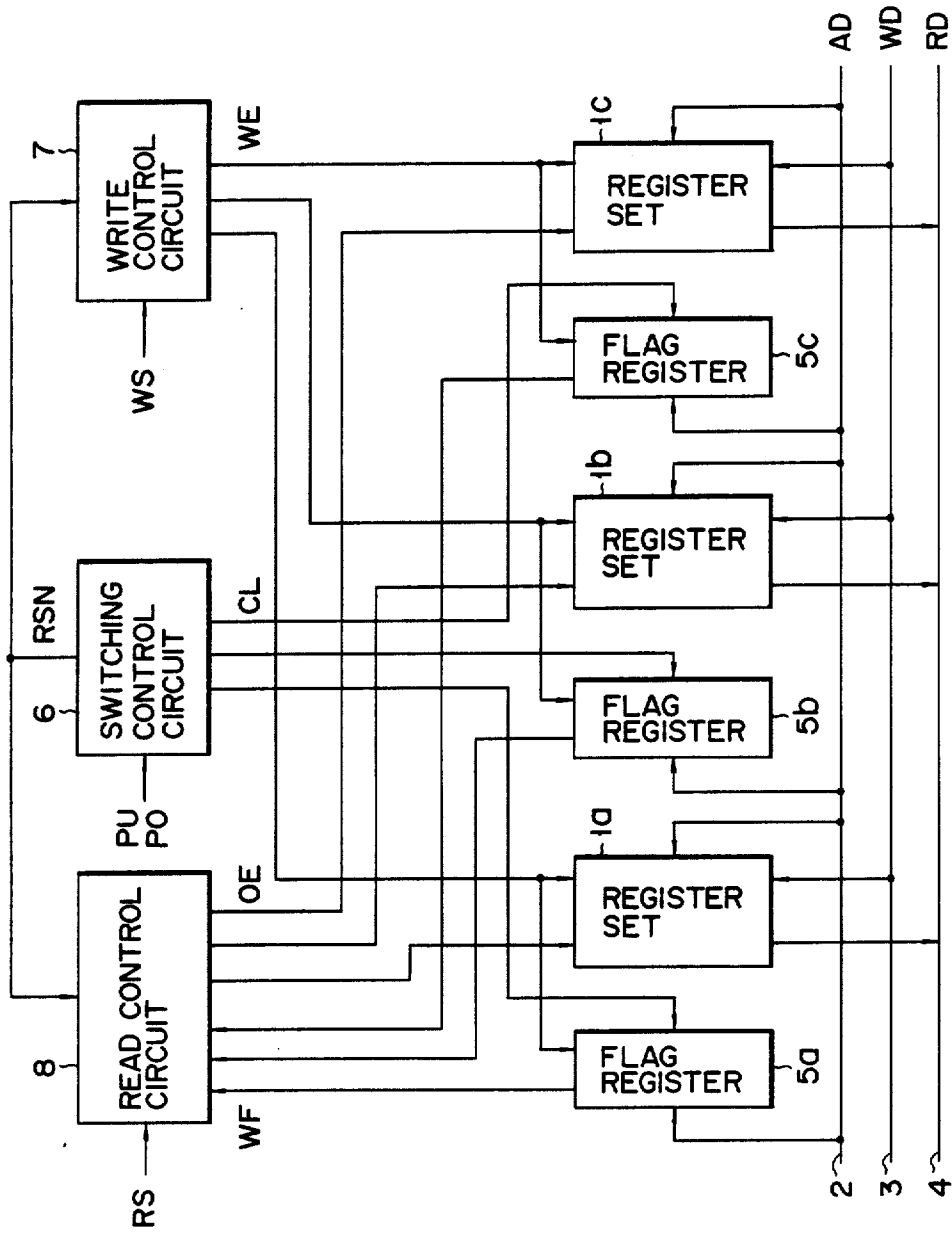 8
READ CONTROL
CIRCUIT
RS
WF
OE
6
RSN
SWITCHING
CONTROL
CIRCUIT
PU
PO
CL
7
WRITE
CONTROL
CIRCUIT
WS
WE
FLAG
REGISTER
5a
1a
REGISTER
SET
FLAG
REGISTER
5b
1b
REGISTER
SET
FLAG
REGISTER
5c
1c
REGISTER
SET
2
AD
3
WD
4
RD